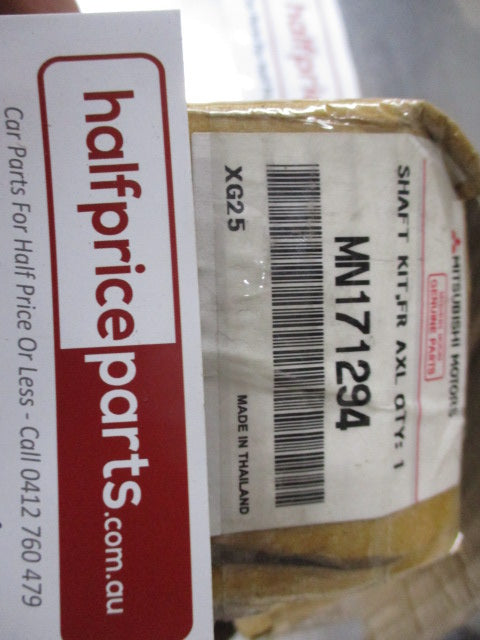 halfpriceparts.com.au
Car Parts For Half Price Or Less - Call 0412 760 479
MITSUBISHI MOTORS
GENUINE PARTS
SHAFT KIT,FR AXL QTY: 1
MN171294
XG25
MADE IN THAILAND
halfpric